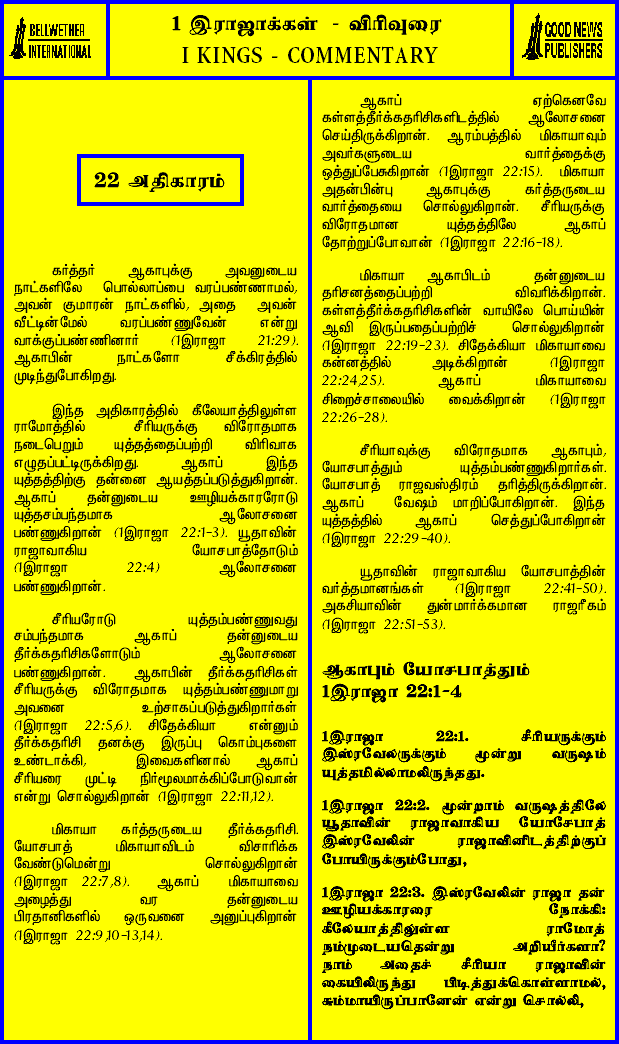 BELLWETHER
INTERNATIONAL
1 இராஜாக்கள் - விரிவுரை
I KINGS - COMMENTARY
GOOD NEWS
PUBLISHERS
22 அதிகாரம்
கர்த்தர் ஆகாபுக்கு அவனுடைய
நாட்களிலே பொல்லாப்பை வரப்பண்ணாமல்,
அவன் குமாரன் நாட்களில், அதை அவன்
வீட்டின்மேல் வரப்பண்ணுவேன் என்று
வாக்குப்பண்ணினார் (1இராஜா 21:29).
ஆகாபின் நாட்களோ சீக்கிரத்தில்
முடிந்துபோகிறது.
இந்த அதிகாரத்தில் கீலேயாத்திலுள்ள
ராமோத்தில் சீரியருக்கு விரோதமாக
நடைபெறும் யுத்தத்தைப்பற்றி விரிவாக
எழுதப்பட்டிருக்கிறது. ஆகாப் இந்த
யுத்தத்திற்கு தன்னை ஆயத்தப்படுத்துகிறான்.
ஆகாப் தன்னுடைய ஊழியக்காரரோடு
யுத்தசம்பந்தமாக ஆலோசனை
பண்ணுகிறான் (1இராஜா 22:1-3). யூதாவின்
ராஜாவாகிய யோசபாத்தோடும்
(1இராஜா 22:4) ஆலோசனை
பண்ணுகிறான்.
சீரியரோடு யுத்தம்பண்ணுவது
சம்பந்தமாக ஆகாப் தன்னுடைய
தீர்க்கதரிசிகளோடும் ஆலோசனை
பண்ணுகிறான். ஆகாபின் தீர்க்கதரிசிகள்
சீரியருக்கு விரோதமாக யுத்தம்பண்ணுமாறு
அவனை உற்சாகப்படுத்துகிறார்கள்
(1இராஜா 22:5,6). சிதேக்கியா என்னும்
தீர்க்கதரிசி தனக்கு இருப்பு கொம்புகளை
உண்டாக்கி, இவைகளினால் ஆகாப்
சீரியரை முட்டி நிர்மூலமாக்கிப்போடுவான்
என்று சொல்லுகிறான் (1இராஜா 22:11,12).
மிகாயா கர்த்தருடைய தீர்க்கதரிசி.
யோசபாத் மிகாயாவிடம் விசாரிக்க
வேண்டுமென்று சொல்லுகிறான்
(1இராஜா 22:7,8). ஆகாப் மிகாயாவை
அழைத்து வர தன்னுடைய
பிரதானிகளில் ஒருவனை அனுப்புகிறான்
(1இராஜா 22:9,10-13,14).
ஆகாப் ஏற்கெனவே
கள்ளத்தீர்க்கதரிசிகளிடத்தில் ஆலோசனை
செய்திருக்கிறான். ஆரம்பத்தில் மிகாயாவும்
அவர்களுடைய வார்த்தைக்கு
ஒத்துப்பேசுகிறான் (1இராஜா 22:15). மிகாயா
அதன்பின்பு ஆகாபுக்கு கர்த்தருடைய
வார்த்தையை சொல்லுகிறான். சீரியருக்கு
விரோதமான யுத்தத்திலே ஆகாப்
தோற்றுப்போவான் (1இராஜா 22:16-18).
மிகாயா ஆகாபிடம் தன்னுடைய
தரிசனத்தைப்பற்றி விவரிக்கிறான்.
கள்ளத்தீர்க்கதரிசிகளின் வாயிலே பொய்யின்
ஆவி இருப்பதைப்பற்றிச் சொல்லுகிறான்
(1இராஜா 22:19-23). சிதேக்கியா மிகாயாவை
கன்னத்தில் அடிக்கிறான் (1இராஜா
22:24,25). ஆகாப் மிகாயாவை
சிறைச்சாலையில் வைக்கிறான் (1இராஜா
22:26-28).
சீரியாவுக்கு விரோதமாக ஆகாபும்,
யோசபாத்தும் யுத்தம்பண்ணுகிறார்கள்.
யோசபாத் ராஜவஸ்திரம் தரித்திருக்கிறான்.
ஆகாப் வேஷம் மாறிப்போகிறான். இந்த
யுத்தத்தில் ஆகாப் செத்துப்போகிறான்
(1இராஜா 22:29-40).
யூதாவின் ராஜாவாகிய யோசபாத்தின்
வர்த்தமானங்கள் (1இராஜா 22:41-50).
அகசியாவின் துன்மார்க்கமான ராஜரீகம்
(1இராஜா 22:51-53).
ஆகாபும் யோசபாத்தும்
1இராஜா 22:1-4
1இராஜா 22:1. சீரியருக்கும்
இஸ்ரவேலருக்கும் மூன்று வருஷம்
யுத்தமில்லாமலிருந்தது.
1இராஜா 22:2. மூன்றாம் வருஷத்திலே
யூதாவின் ராஜாவாகிய யோசேபாத்
இஸ்ரவேலின் ராஜாவினிடத்திற்குப்
போயிருக்கும்போது,
1இராஜா 22:3. இஸ்ரவேலின் ராஜா தன்
ஊழியக்காரரை நோக்கி:
கீலேயாத்திலுள்ள ராமோத்
நம்முடையதென்று அறியீர்களா?
நாம் அதைச் சீரியா ராஜாவின்
கையிலிருந்து பிடித்துக்கொள்ளாமல்,
சும்மாயிருப்பானேன் என்று சொல்லி,